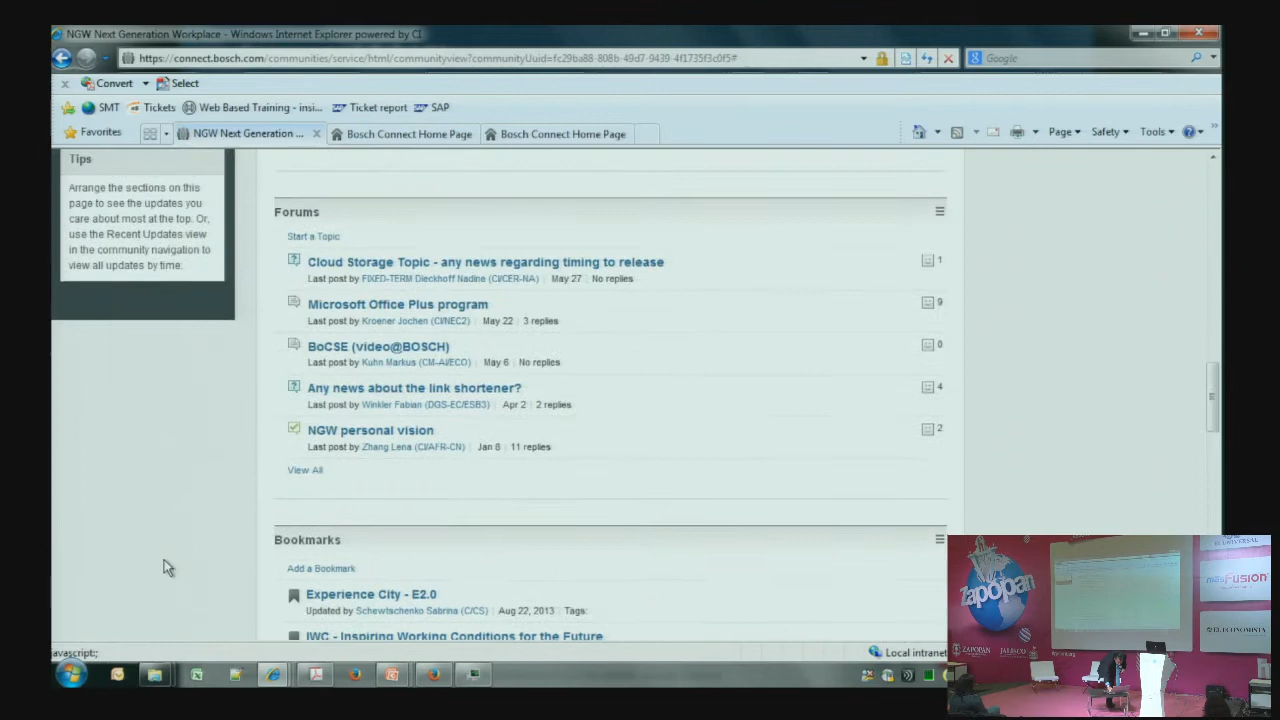 NGW Next Generation Workplace - Windows Internet Explorer powered by CI
https://connect.bosch.com/communities/service/html/communityview?communityUuid=fc29ba88-808b-49d7-9439-4f1735f3c0f5#
Google
x Convert Select
SMT Tickets Web Based Training - insi... Ticket report SAP
Favorites NGW Next Generation ... x Bosch Connect Home Page Bosch Connect Home Page Page Safety Tools
Tips
Arrange the sections on this
page to see the updates you
care about most at the top. Or,
use the Recent Updates view
in the community navigation to
view all updates by time.
Forums
Start a Topic
Cloud Storage Topic - any news regarding timing to release 1
Last post by FIXED-TERM Dieckhoff Nadine (CI/CER-NA) | May 27 | No replies
Microsoft Office Plus program 9
Last post by Kroener Jochen (CI/NEC2) | May 22 | 3 replies
BoCSE (video@BOSCH) 0
Last post by Kuhn Markus (CM-AI/ECO) | May 6 | No replies
Any news about the link shortener? 4
Last post by Winkler Fabian (DGS-EC/ESB3) | Apr 2 | 2 replies
NGW personal vision 2
Last post by Zhang Lena (CI/AFR-CN) | Jan 8 | 11 replies
View All
Bookmarks
Add a Bookmark
Experience City - E2.0
Updated by Schewtschenko Sabrina (C/CS) | Aug 22, 2013 | Tags:
IWC - Inspiring Working Conditions for the Future
javascript:;
Local intranet
Zapopan
EL UNIVERSAL
másFusión
EL ECONOMISTA
ZAPOPAN JALISCO